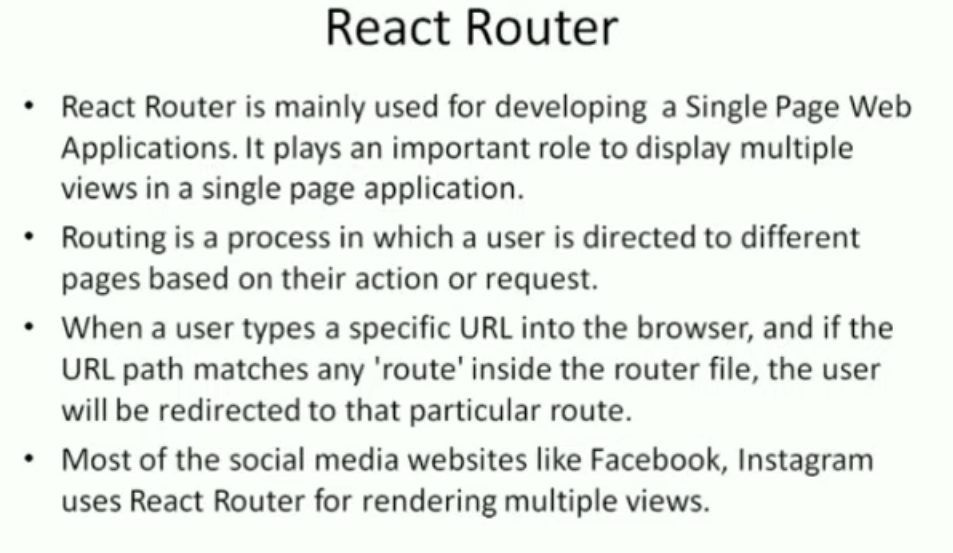 React Router
• React Router is mainly used for developing  a Single Page Web
Applications. It plays an important role to display multiple
views in a single page application.
• Routing is a process in which a user is directed to different
pages based on their action or request.
• When a user types a specific URL into the browser, and if the
URL path matches any 'route' inside the router file, the user
will be redirected to that particular route.
• Most of the social media websites like Facebook, Instagram
uses React Router for rendering multiple views.